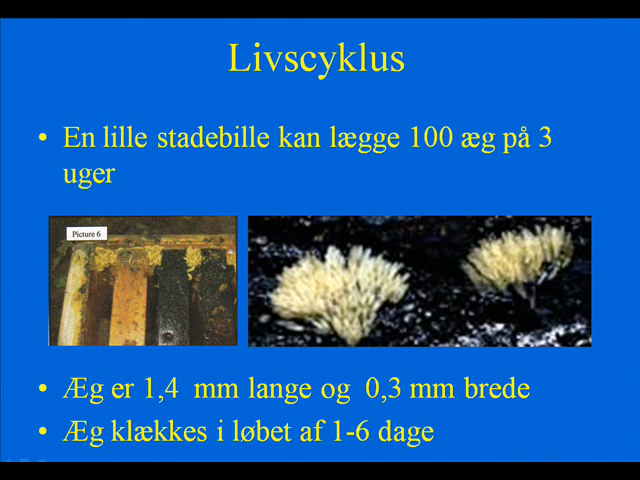 Livscyklus
• En lille stadebille kan lægge 100 æg på 3
uger
Picture 6
• Æg er 1,4 mm lange og 0,3 mm brede
• Æg klækkes i løbet af 1-6 dage